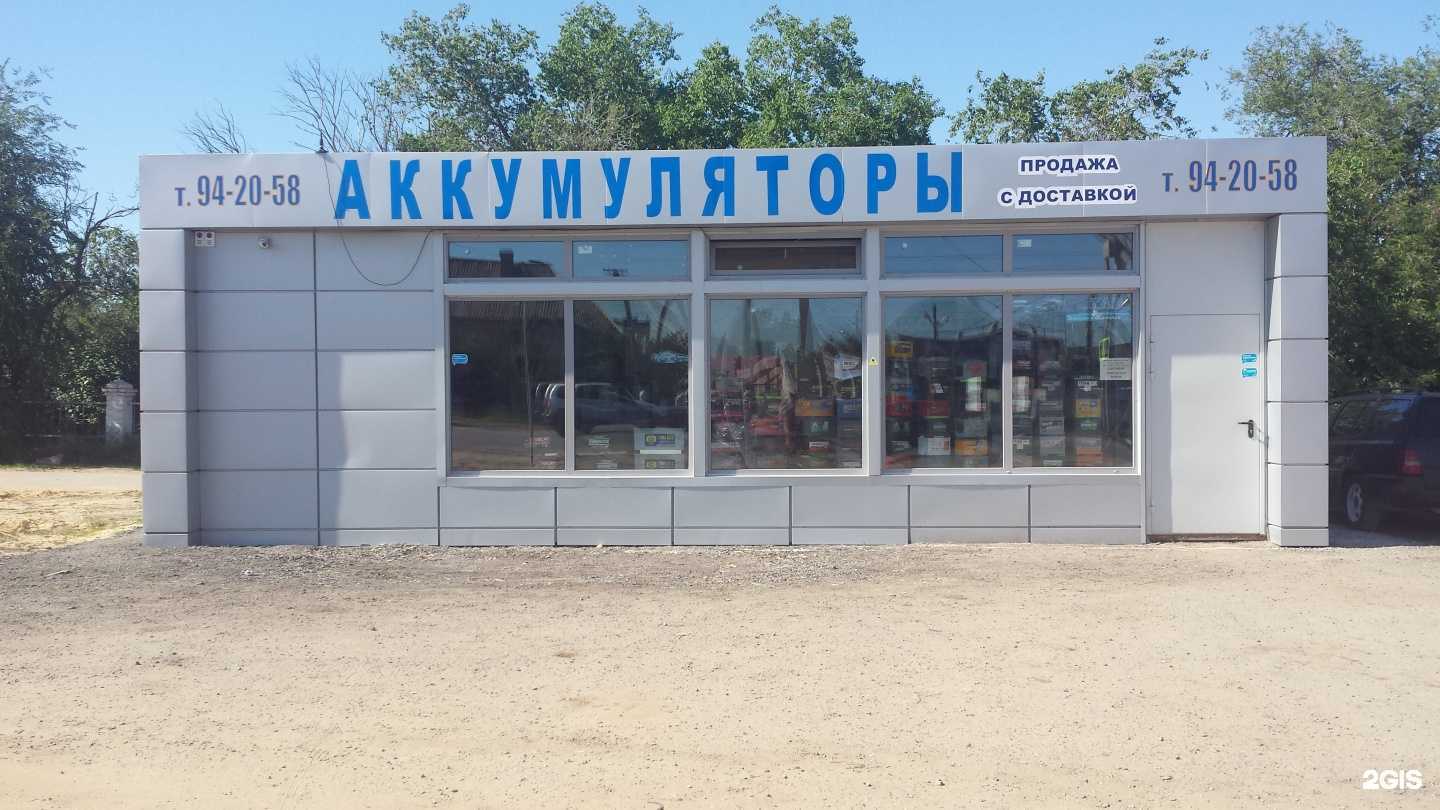 т. 94-20-58
АККУМУЛЯТОРЫ
ПРОДАЖА
С ДОСТАВКОЙ
т. 94-20-58
2GIS